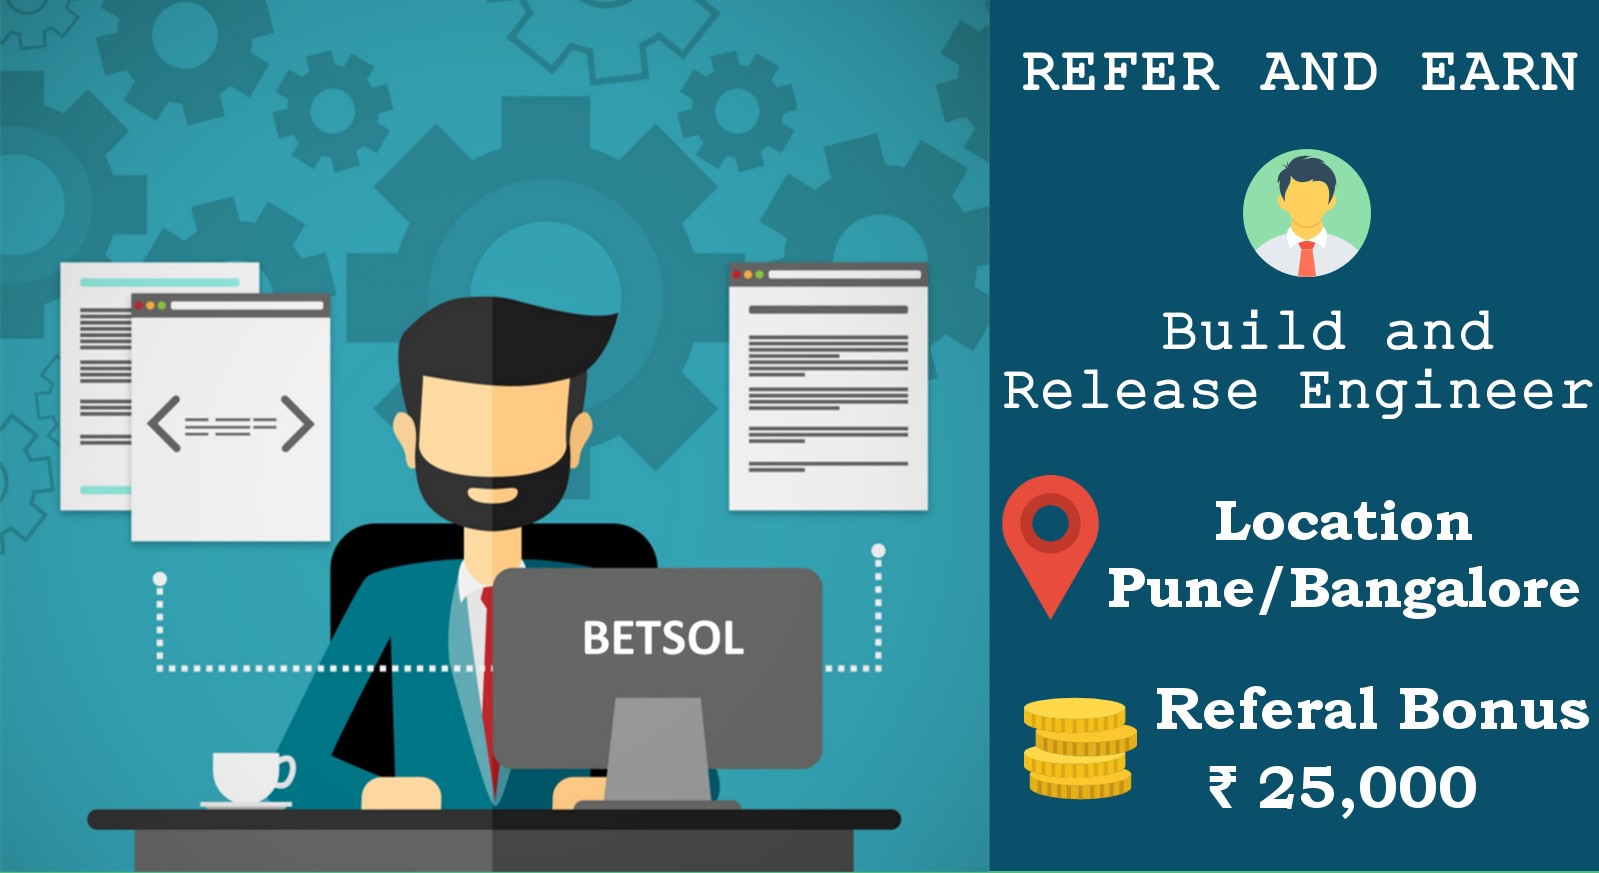 REFER AND EARN
Build and
Release Engineer
Location
Pune/Bangalore
Referal Bonus
₹ 25,000
BETSOL